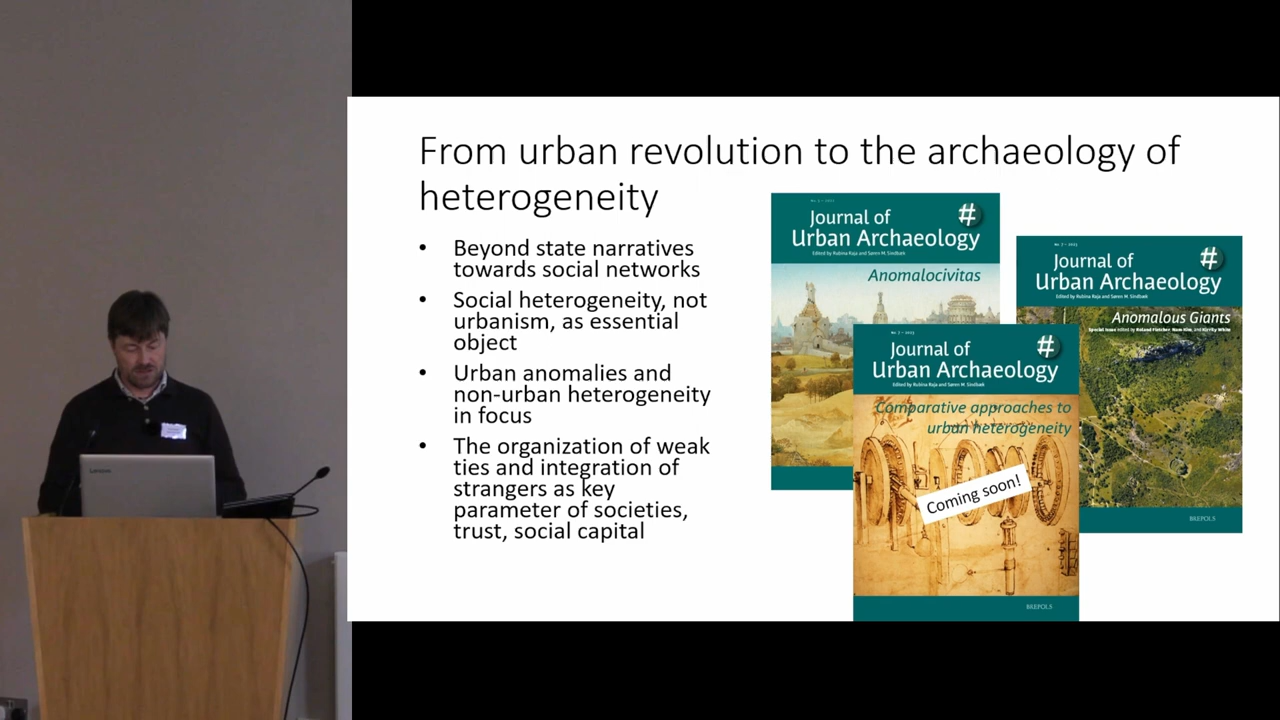 From urban revolution to the archaeology of
heterogeneity
• Beyond state narratives
towards social networks
• Social heterogeneity, not
urbanism, as essential
object
• Urban anomalies and
non-urban heterogeneity
in focus
• The organization of weak
ties and integration of
strangers as key
parameter of societies,
trust, social capital
Journal of #
Urban Archaeology
Edited by Rubina Raja and Søren M. Sindbæk
Anomalocivitas
Journal of #
Urban Archaeology
Edited by Rubina Raja and Søren M. Sindbæk
Anomalous Giants
Special issue edited by Roland Fletcher, Nam Kim, and Kirrily White
BREPOLS
Journal of #
Urban Archaeology
Edited by Rubina Raja and Søren M. Sindbæk
Comparative approaches to
urban heterogeneity
Coming soon!
BREPOLS
Lenovo